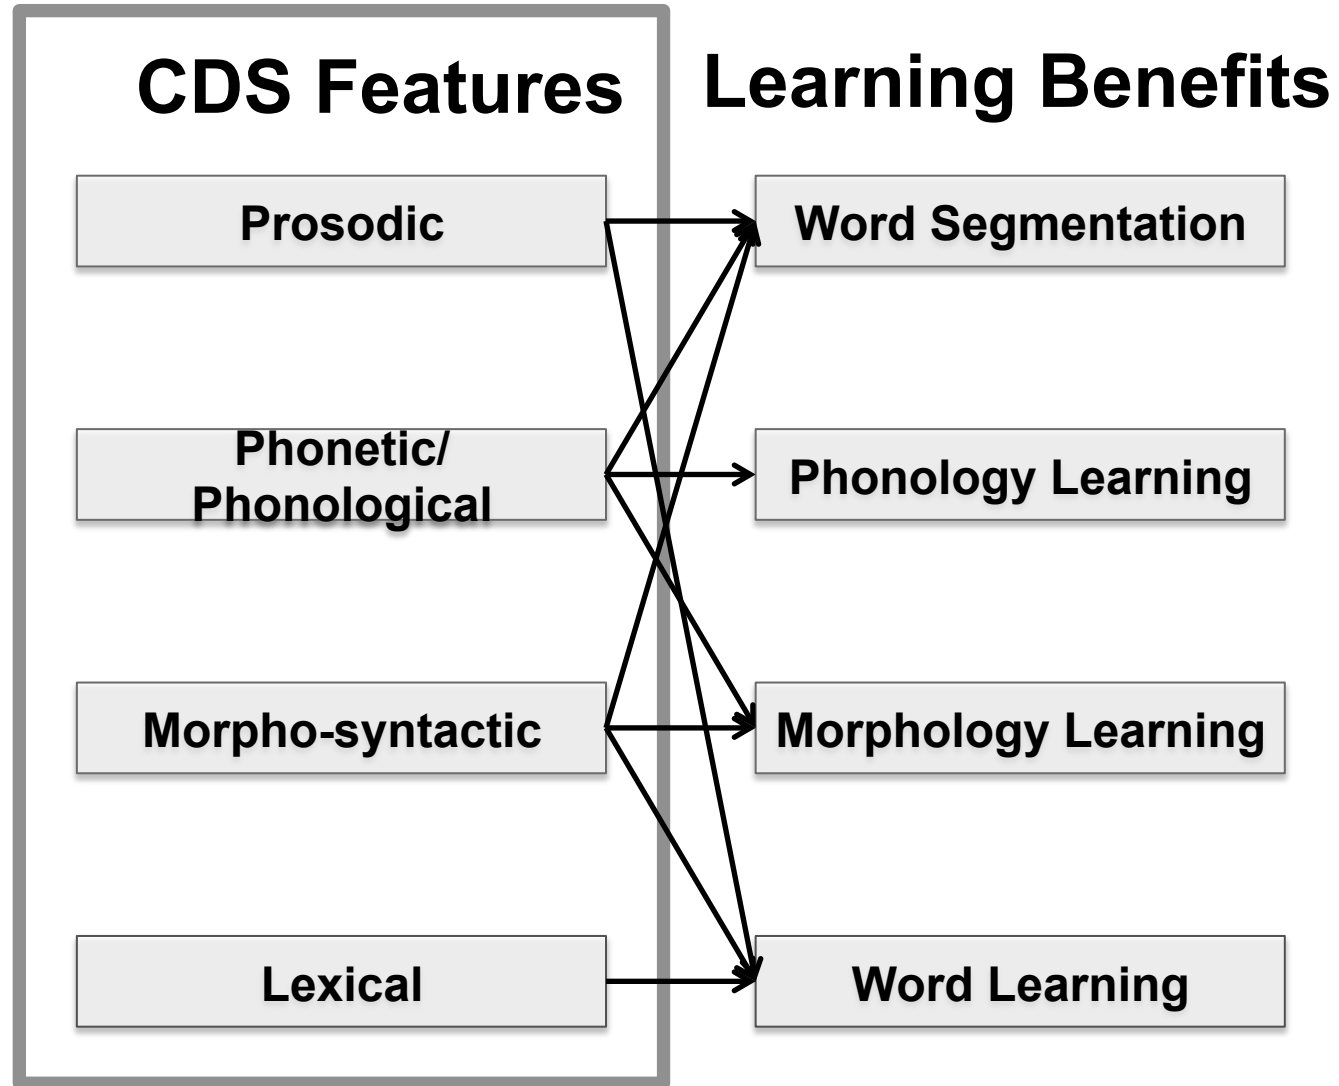 CDS Features
Learning Benefits
Prosodic
Word Segmentation
Phonetic/
Phonological
Phonology Learning
Morpho-syntactic
Morphology Learning
Lexical
Word Learning